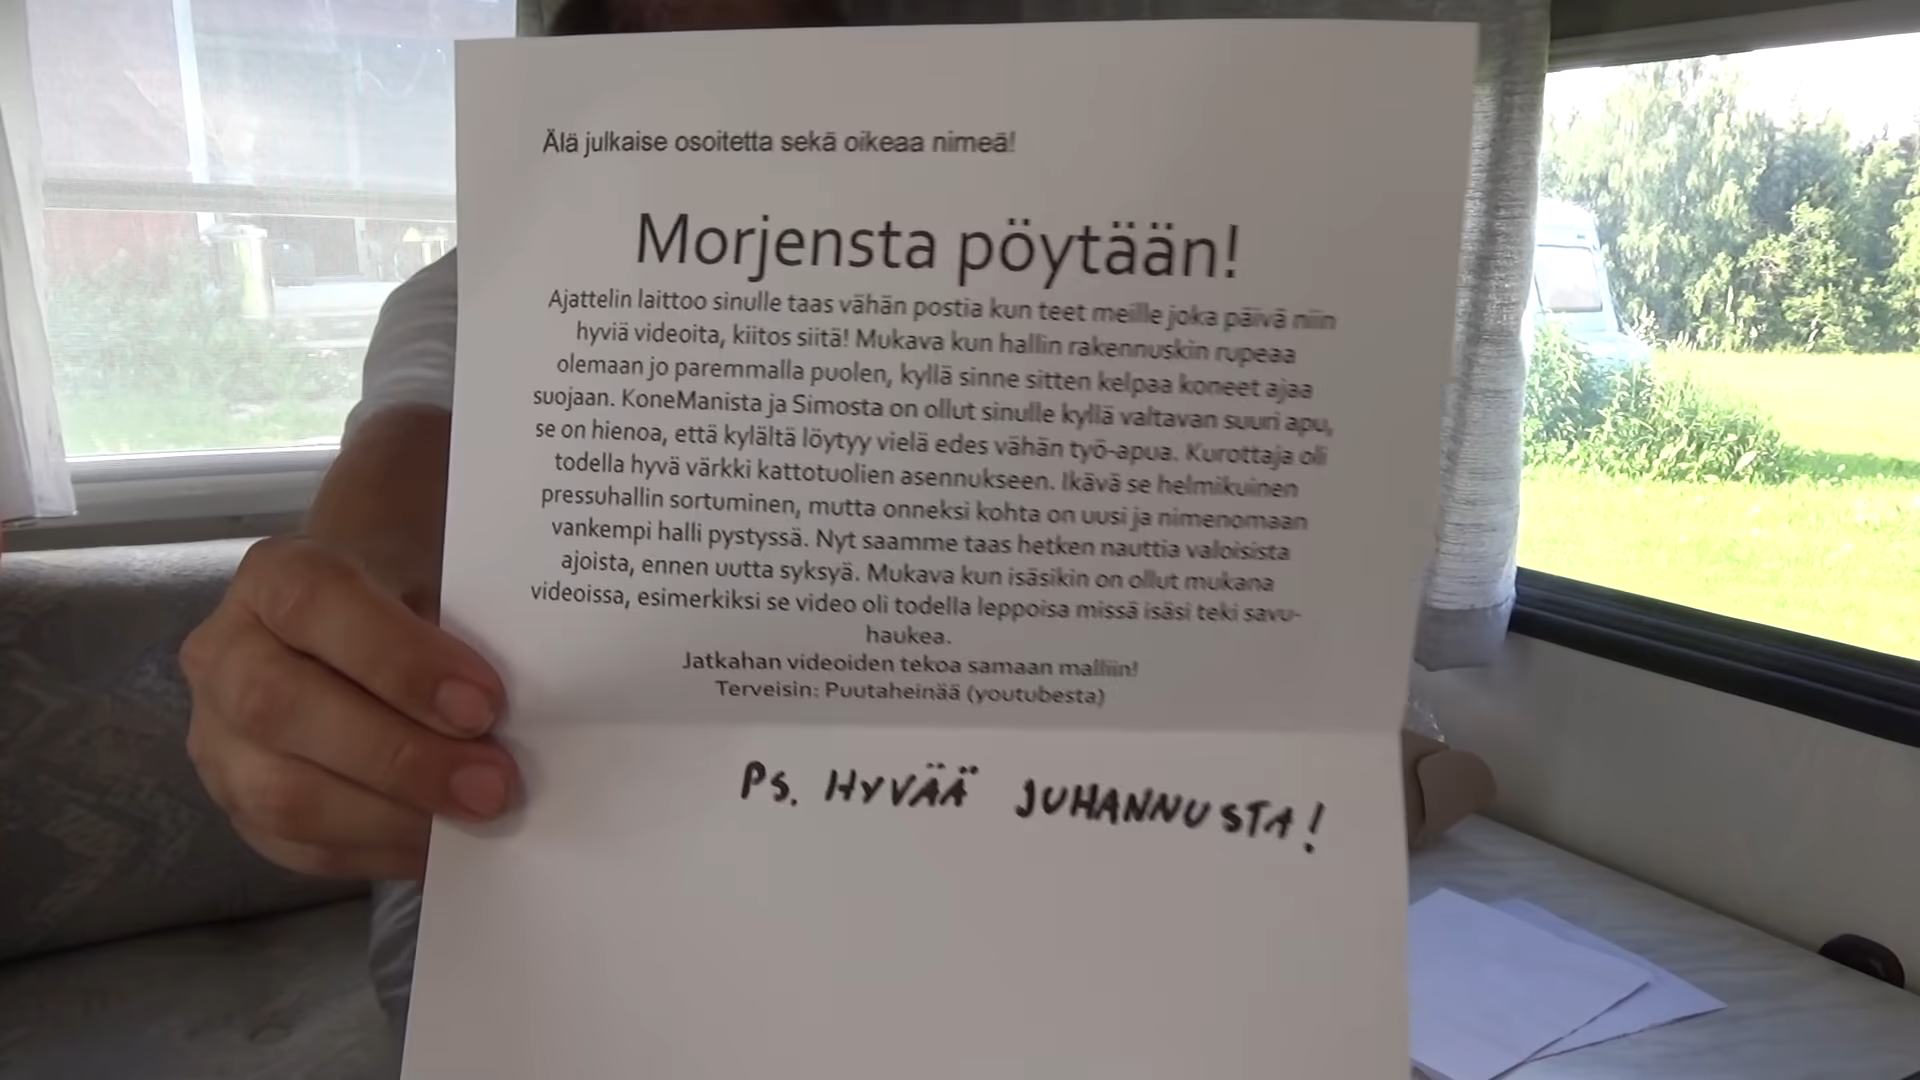 Älä julkaise osoitetta sekä oikeaa nimeä!
Morjensta pöytään!
Ajattelin laittoo sinulle taas vähän postia kun teet meille joka päivä niin
hyviä videoita, kiitos siitä! Mukava kun hallin rakennuskin rupeaa
olemaan jo paremmalla puolen, kyllä sinne sitten kelpaa koneet ajaa
suojaan. KoneManista ja Simosta on ollut sinulle kyllä valtavan suuri apu,
se on hienoa, että kylältä löytyy vielä edes vähän työ-apua. Kurottaja oli
todella hyvä värkki kattotuolien asennukseen. Ikävä se helmikuinen
pressuhallin sortuminen, mutta onneksi kohta on uusi ja nimenomaan
vankempi halli pystyssä. Nyt saamme taas hetken nauttia valoisista
ajoista, ennen uutta syksyä. Mukava kun isäsikin on ollut mukana
videoissa, esimerkiksi se video oli todella leppoisa missä isäsi teki savu-
haukea.
Jatkahan videoiden tekoa samaan malliin!
Terveisin: Puutaheinää (youtubesta)
PS. HYVÄÄ JUHANNUSTA!